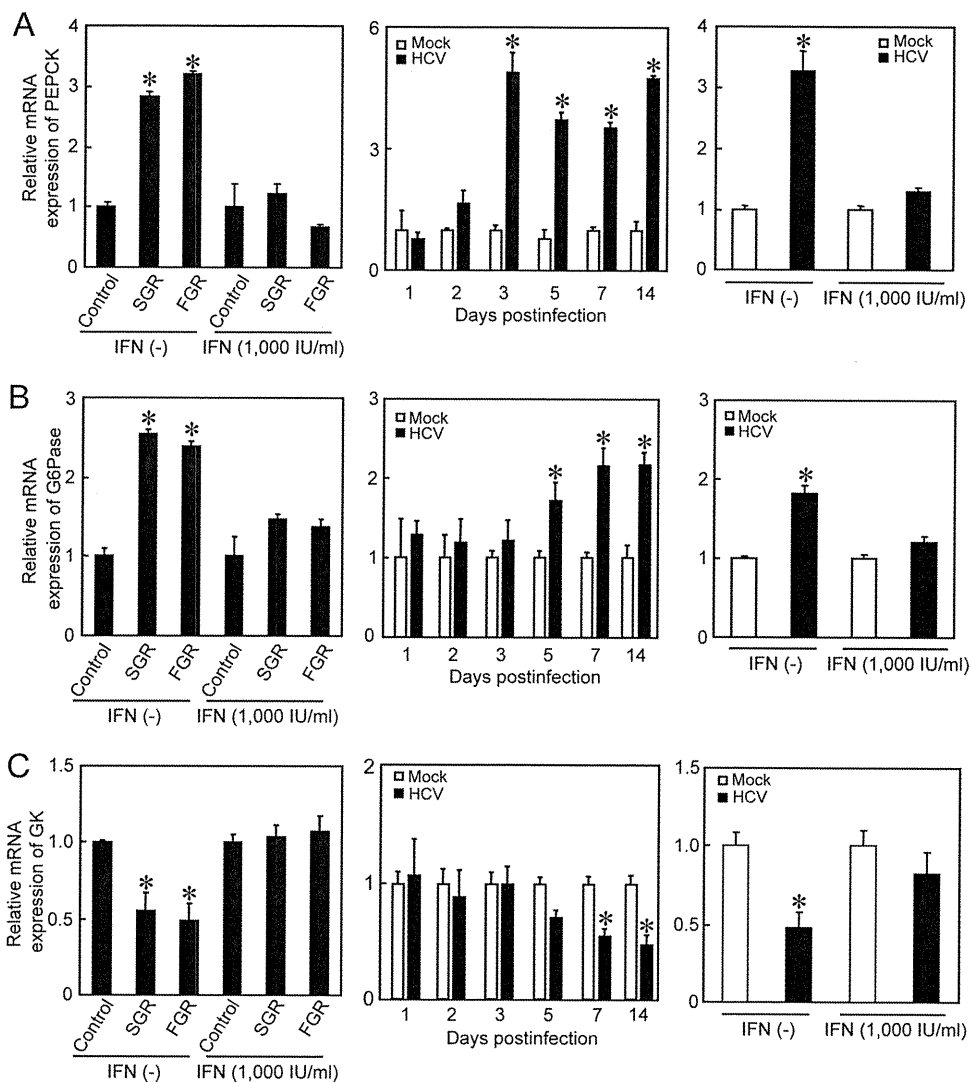 A
Relative mRNA
expression of PEPCK
4
3
2
1
0
* *
Control SGR FGR Control SGR FGR
IFN (-) IFN (1,000 IU/ml)
6
3
0
Mock
HCV
* * * *
1 2 3 5 7 14
Days postinfection
4
3
2
1
0
Mock
HCV
*
IFN (-) IFN (1,000 IU/ml)
B
Relative mRNA
expression of G6Pase
3
2
1
0
* *
Control SGR FGR Control SGR FGR
IFN (-) IFN (1,000 IU/ml)
3
2
1
0
Mock
HCV
* * *
1 2 3 5 7 14
Days postinfection
3
2
1
0
Mock
HCV
*
IFN (-) IFN (1,000 IU/ml)
C
Relative mRNA
expression of GK
1.5
1.0
0.5
0
* *
Control SGR FGR Control SGR FGR
IFN (-) IFN (1,000 IU/ml)
2
1
0
Mock
HCV
* *
1 2 3 5 7 14
Days postinfection
1.5
1.0
0.5
0
Mock
HCV
*
IFN (-) IFN (1,000 IU/ml)